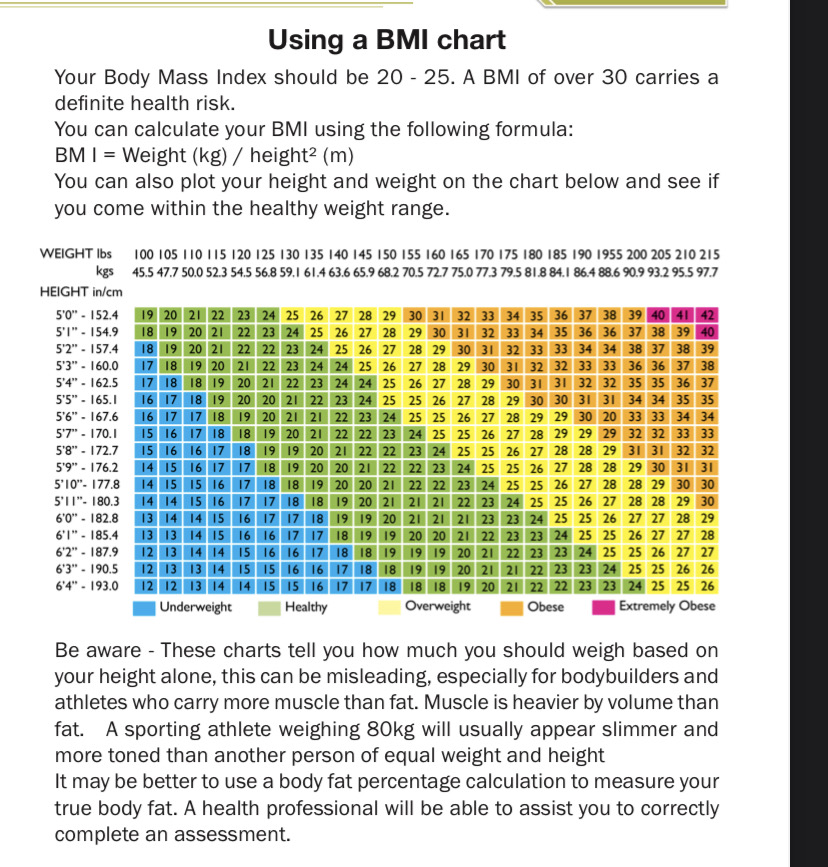 Using a BMI chart
Your Body Mass Index should be 20 - 25. A BMI of over 30 carries a
definite health risk.
You can calculate your BMI using the following formula:
BM I = Weight (kg) / height² (m)
You can also plot your height and weight on the chart below and see if
you come within the healthy weight range.
WEIGHT lbs 100 105 110 115 120 125 130 135 140 145 150 155 160 165 170 175 180 185 190 1955 200 205 210 215
kgs 45.5 47.7 50.0 52.3 54.5 56.8 59.1 61.4 63.6 65.9 68.2 70.5 72.7 75.0 77.3 79.5 81.8 84.1 86.4 88.6 90.9 93.2 95.5 97.7
HEIGHT in/cm
5'0" - 152.4 19 20 21 22 23 24 25 26 27 28 29 30 31 32 33 34 35 36 37 38 39 40 41 42
5'1" - 154.9 18 19 20 21 22 23 24 25 26 27 28 29 30 31 32 33 34 35 36 36 37 38 39 40
5'2" - 157.4 18 19 20 21 22 22 23 24 25 26 27 28 29 30 31 32 33 33 34 34 38 37 38 39
5'3" - 160.0 17 18 19 20 21 22 23 24 24 25 26 27 28 29 30 31 32 32 33 33 36 36 37 38
5'4" - 162.5 17 18 18 19 20 21 22 23 24 24 25 26 27 28 29 30 31 31 32 32 35 35 36 37
5'5" - 165.1 16 17 18 19 20 20 21 22 23 24 25 25 26 27 28 29 30 30 31 31 34 34 35 35
5'6" - 167.6 16 17 17 18 19 20 21 21 22 23 24 25 25 26 27 28 29 29 30 20 33 33 34 34
5'7" - 170.1 15 16 17 18 18 19 20 21 22 22 23 24 25 25 26 27 28 29 29 29 32 32 33 33
5'8" - 172.7 15 16 16 17 18 19 19 20 21 22 22 23 24 25 25 26 27 28 28 29 31 31 32 32
5'9" - 176.2 14 15 16 17 17 18 19 20 20 21 22 22 23 24 25 25 26 27 28 28 29 30 31 31
5'10"- 177.8 14 15 15 16 17 18 18 19 20 20 21 22 22 23 24 25 25 26 27 28 28 29 30 30
5'11"- 180.3 14 14 15 16 17 17 18 18 19 20 21 21 21 22 23 24 25 25 26 27 28 28 29 30
6'0" - 182.8 13 14 14 15 16 17 17 18 19 19 20 21 21 21 23 23 24 25 25 26 27 27 28 29
6'1" - 185.4 13 13 14 15 16 16 17 17 18 19 19 20 20 21 22 23 23 24 25 25 26 27 27 28
6'2" - 187.9 12 13 14 14 15 16 16 17 18 18 19 19 19 20 21 22 23 23 24 25 25 26 27 27
6'3" - 190.5 12 13 13 14 15 15 16 16 17 18 18 19 19 20 21 21 22 23 23 24 25 25 26 26
6'4" - 193.0 12 12 13 14 14 15 15 16 17 17 18 18 18 19 20 21 22 22 23 23 24 25 25 26
Underweight Healthy Overweight Obese Extremely Obese
Be aware - These charts tell you how much you should weigh based on
your height alone, this can be misleading, especially for bodybuilders and
athletes who carry more muscle than fat. Muscle is heavier by volume than
fat. A sporting athlete weighing 80kg will usually appear slimmer and
more toned than another person of equal weight and height
It may be better to use a body fat percentage calculation to measure your
true body fat. A health professional will be able to assist you to correctly
complete an assessment.